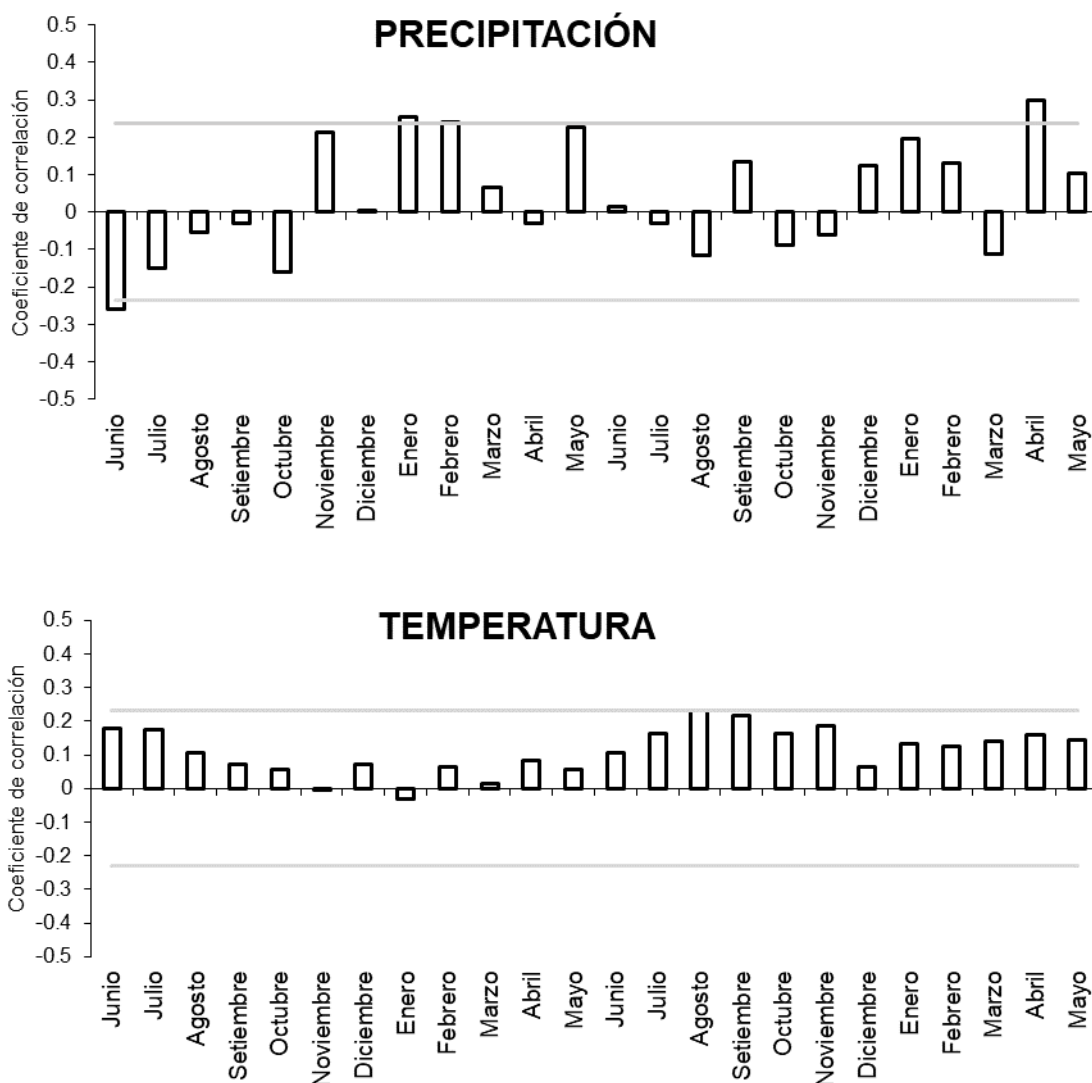 PRECIPITACIÓN
Coeficiente de correlación
0.5
0.4
0.3
0.2
0.1
0
-0.1
-0.2
-0.3
-0.4
-0.5
Junio
Julio
Agosto
Setiembre
Octubre
Noviembre
Diciembre
Enero
Febrero
Marzo
Abril
Mayo
Junio
Julio
Agosto
Setiembre
Octubre
Noviembre
Diciembre
Enero
Febrero
Marzo
Abril
Mayo
TEMPERATURA
Coeficiente de correlación
0.5
0.4
0.3
0.2
0.1
0
-0.1
-0.2
-0.3
-0.4
-0.5
Junio
Julio
Agosto
Setiembre
Octubre
Noviembre
Diciembre
Enero
Febrero
Marzo
Abril
Mayo
Junio
Julio
Agosto
Setiembre
Octubre
Noviembre
Diciembre
Enero
Febrero
Marzo
Abril
Mayo